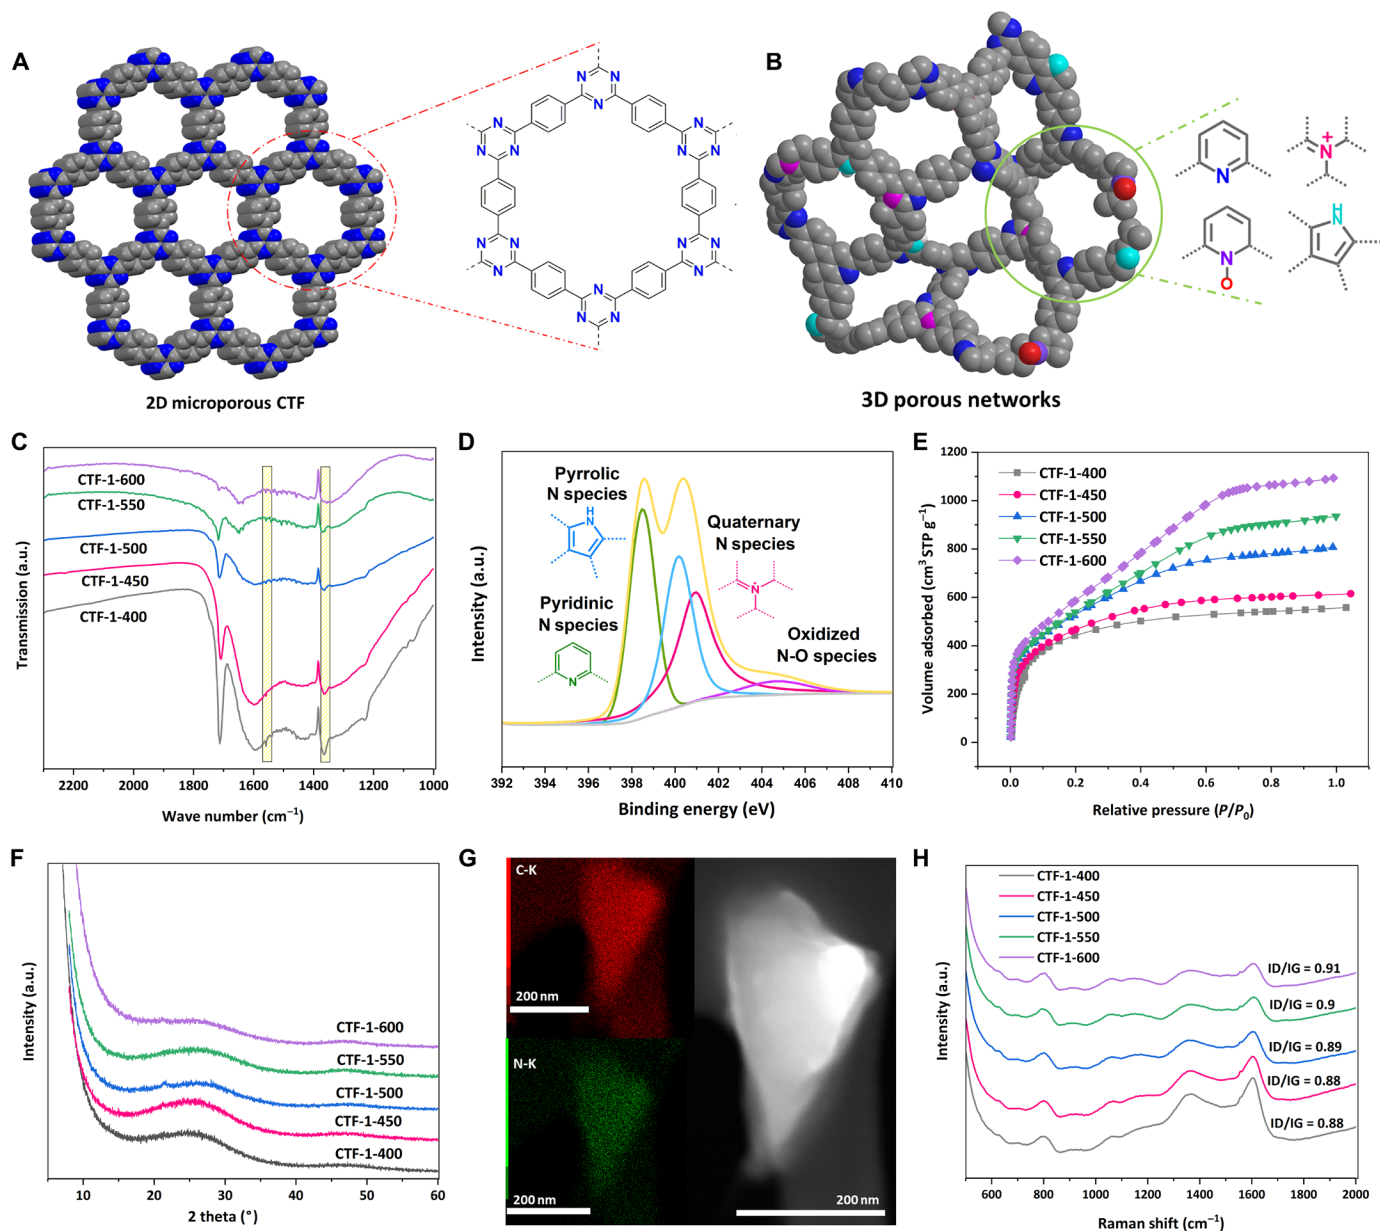 A
N N
N
N N
N
N N
N
N N
N
N N
N
N N
N
2D microporous CTF
B
N
N
+
N
O
H
N
3D porous networks
C
CTF-1-600
CTF-1-550
CTF-1-500
CTF-1-450
CTF-1-400
Transmission (a.u.)
2200 2000 1800 1600 1400 1200 1000
Wave number (cm⁻¹)
D
Pyrrolic
N species
H
N
Quaternary
N species
N
+
Pyridinic
N species
N
Oxidized
N-O species
Intensity (a.u.)
392 394 396 398 400 402 404 406 408 410
Binding energy (eV)
E
CTF-1-400
CTF-1-450
CTF-1-500
CTF-1-550
CTF-1-600
Volume adsorbed (cm³ STP g⁻¹)
1200
1000
800
600
400
200
0
0.0 0.2 0.4 0.6 0.8 1.0
Relative pressure (P/P₀)
F
CTF-1-600
CTF-1-550
CTF-1-500
CTF-1-450
CTF-1-400
Intensity (a.u.)
10 20 30 40 50 60
2 theta (°)
G
C-K
200 nm
N-K
200 nm
200 nm
H
CTF-1-400
CTF-1-450
CTF-1-500
CTF-1-550
CTF-1-600
ID/IG = 0.91
ID/IG = 0.9
ID/IG = 0.89
ID/IG = 0.88
ID/IG = 0.88
Intensity (a.u.)
600 800 1000 1200 1400 1600 1800 2000
Raman shift (cm⁻¹)